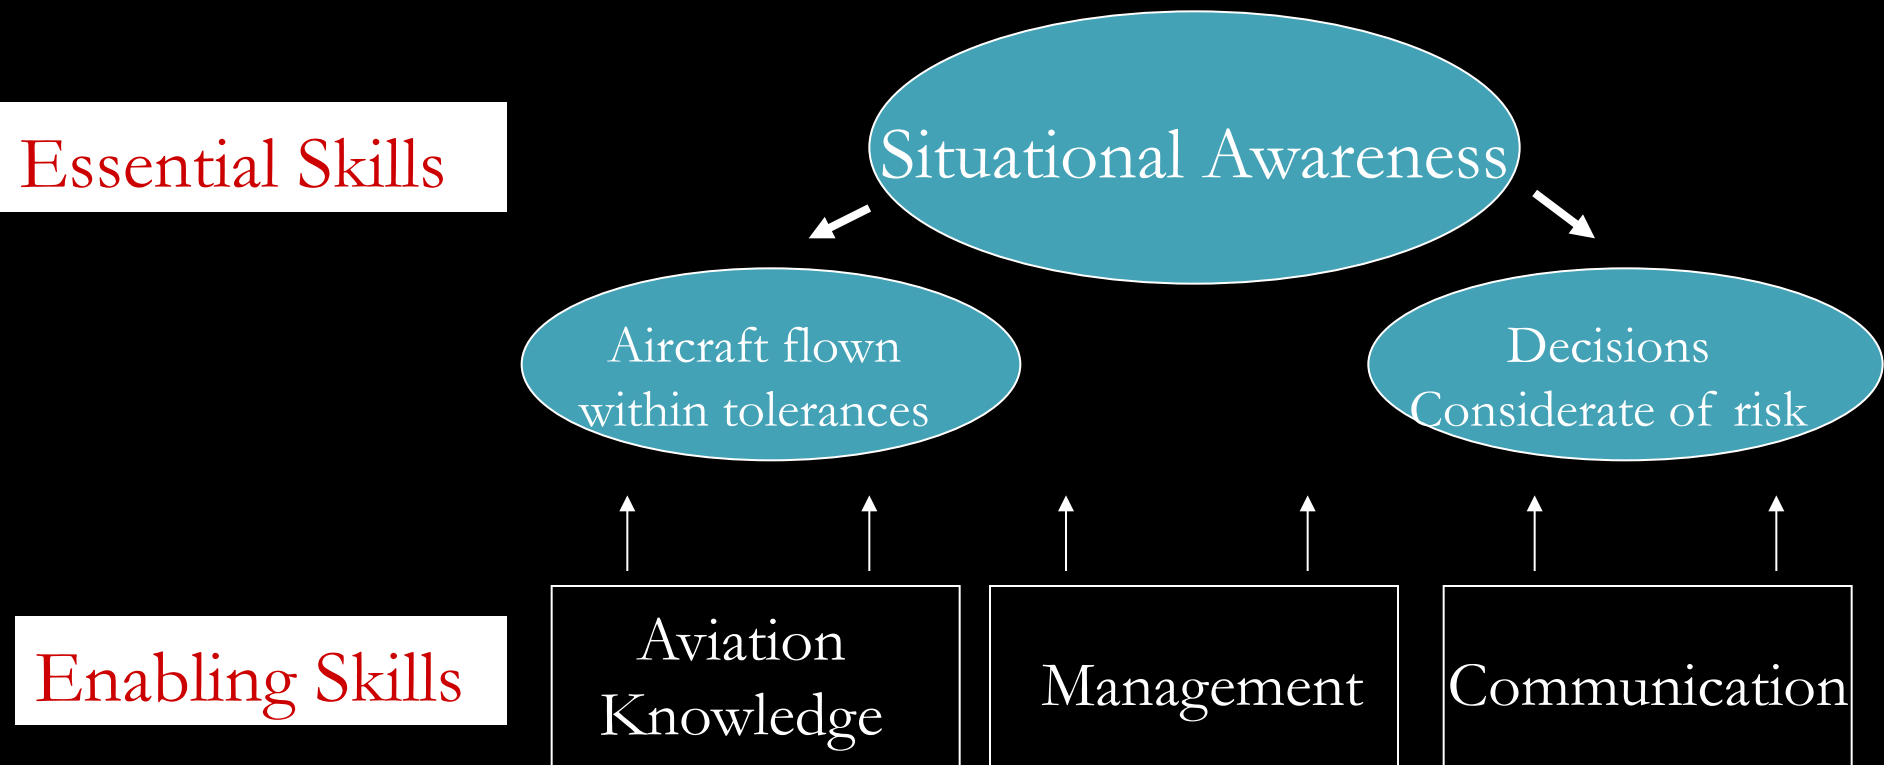 Essential Skills
Situational Awareness
Aircraft flown
within tolerances
Decisions
Considerate of risk
Enabling Skills
Aviation
Knowledge
Management
Communication